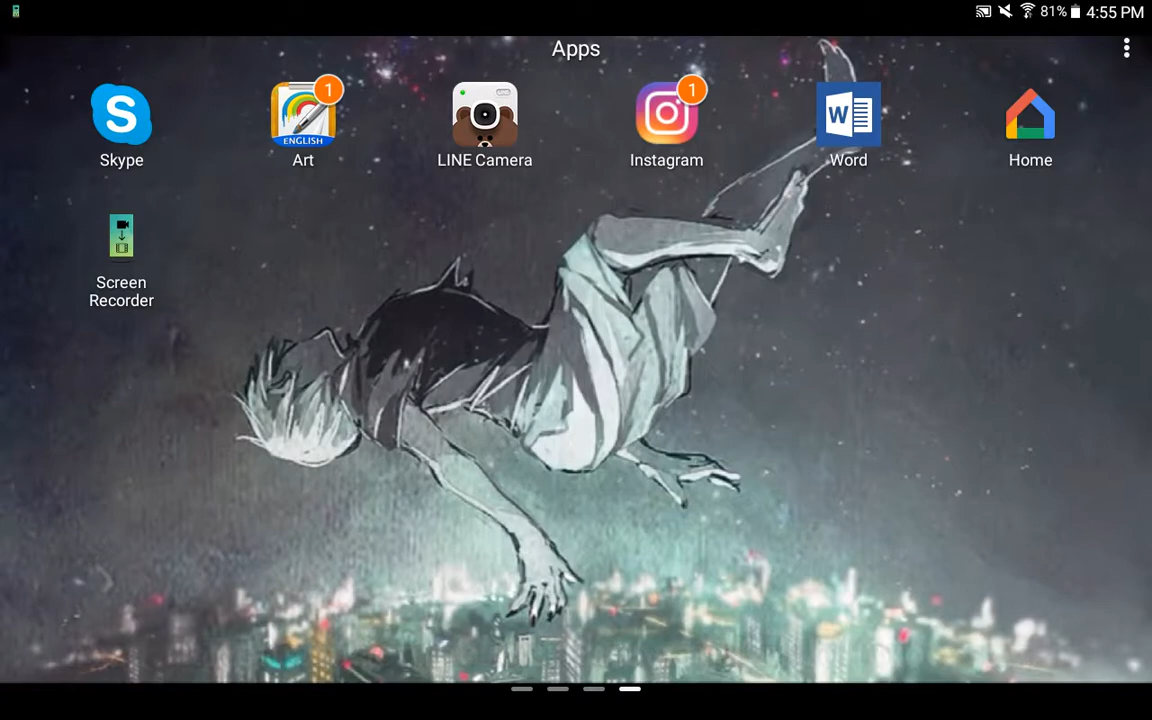 81% 4:55 PM
Apps
1
1
S
W
ENGLISH
Skype
Art
LINE Camera
Instagram
Word
Home
Screen
Recorder